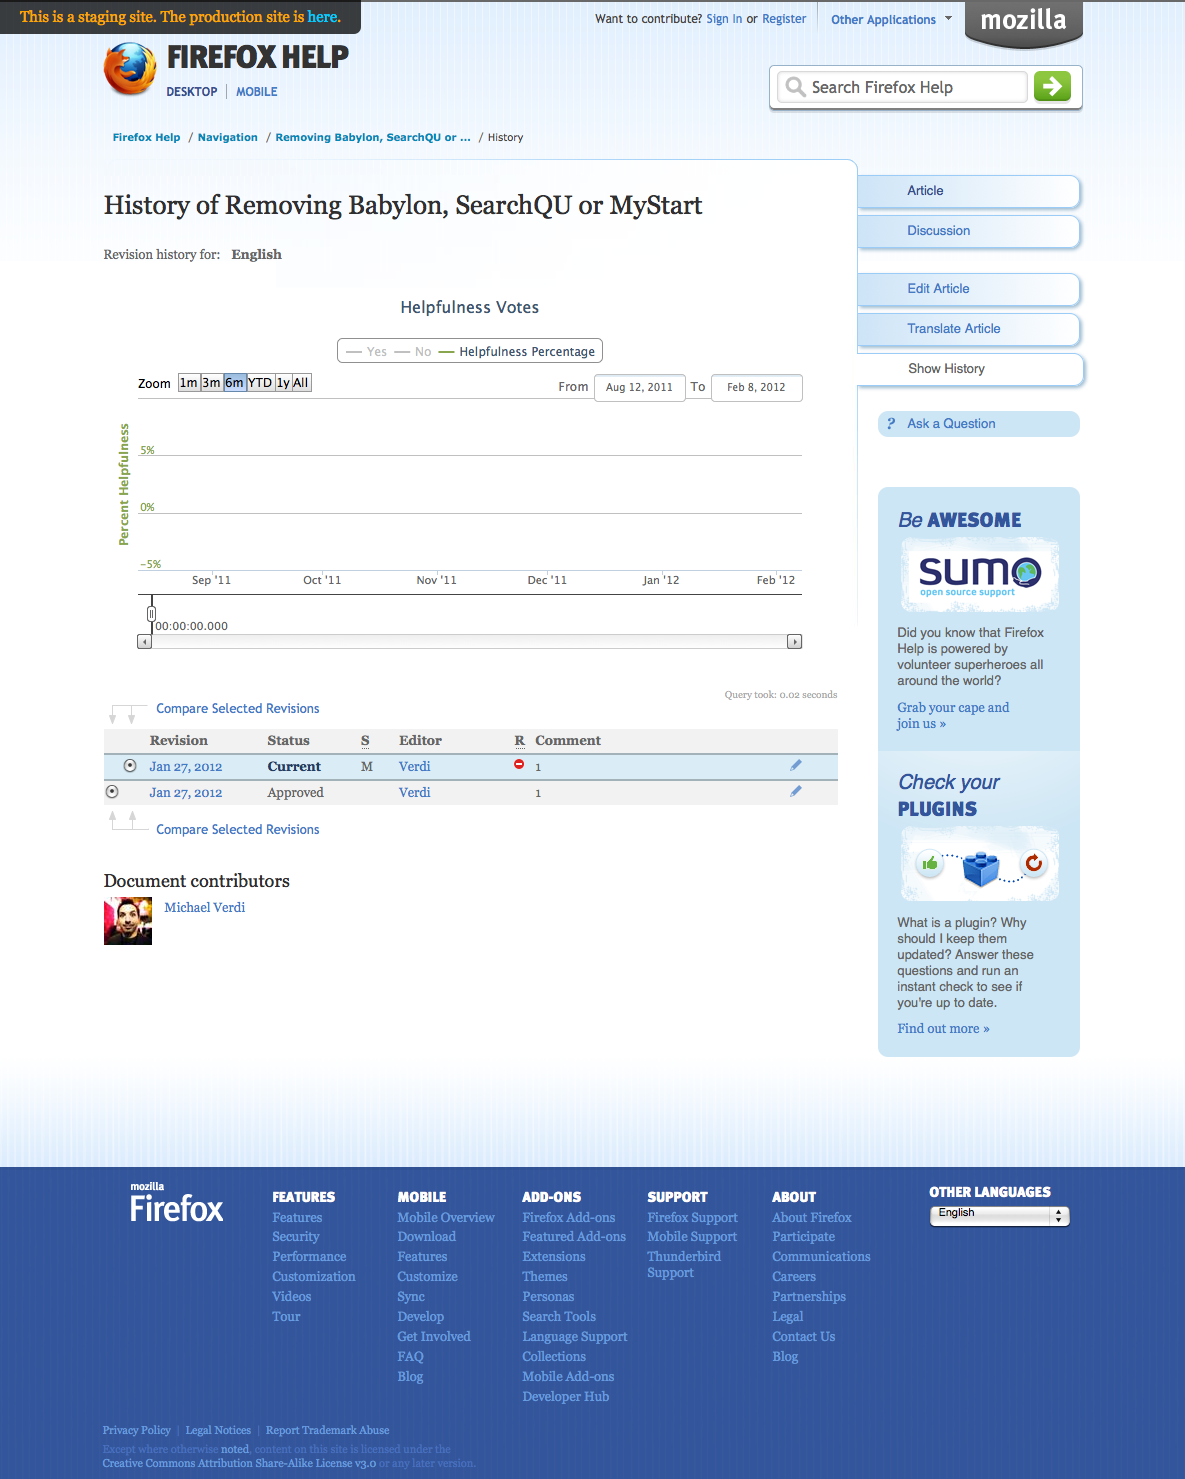 This is a staging site. The production site is here.
Want to contribute? Sign In or Register
Other Applications
mozilla
FIREFOX HELP
DESKTOP MOBILE
Search Firefox Help
Firefox Help / Navigation / Removing Babylon, SearchQU or ... / History
History of Removing Babylon, SearchQU or MyStart
Revision history for: English
Article
Discussion
Edit Article
Translate Article
Show History
? Ask a Question
Helpfulness Votes
Yes No Helpfulness Percentage
Zoom 1m 3m 6m YTD 1y All
From Aug 12, 2011 To Feb 8, 2012
Percent Helpfulness
5%
0%
-5%
Sep '11 Oct '11 Nov '11 Dec '11 Jan '12 Feb '12
00:00:00.000
Query took: 0.02 seconds
Compare Selected Revisions
Revision Status S Editor R Comment
Jan 27, 2012 Current M Verdi 1
Jan 27, 2012 Approved Verdi 1
Compare Selected Revisions
Document contributors
Michael Verdi
Be AWESOME
sumo
open source support
Did you know that Firefox
Help is powered by
volunteer superheroes all
around the world?
Grab your cape and
join us »
Check your
PLUGINS
What is a plugin? Why
should I keep them
updated? Answer these
questions and run an
instant check to see if
you're up to date.
Find out more »
mozilla
Firefox
FEATURES
Features
Security
Performance
Customization
Videos
Tour
MOBILE
Mobile Overview
Download
Features
Customize
Sync
Develop
Get Involved
FAQ
Blog
ADD-ONS
Firefox Add-ons
Featured Add-ons
Extensions
Themes
Personas
Search Tools
Language Support
Collections
Mobile Add-ons
Developer Hub
SUPPORT
Firefox Support
Mobile Support
Thunderbird
Support
ABOUT
About Firefox
Participate
Communications
Careers
Partnerships
Legal
Contact Us
Blog
OTHER LANGUAGES
English
Privacy Policy | Legal Notices | Report Trademark Abuse
Except where otherwise noted, content on this site is licensed under the
Creative Commons Attribution Share-Alike License v3.0 or any later version.